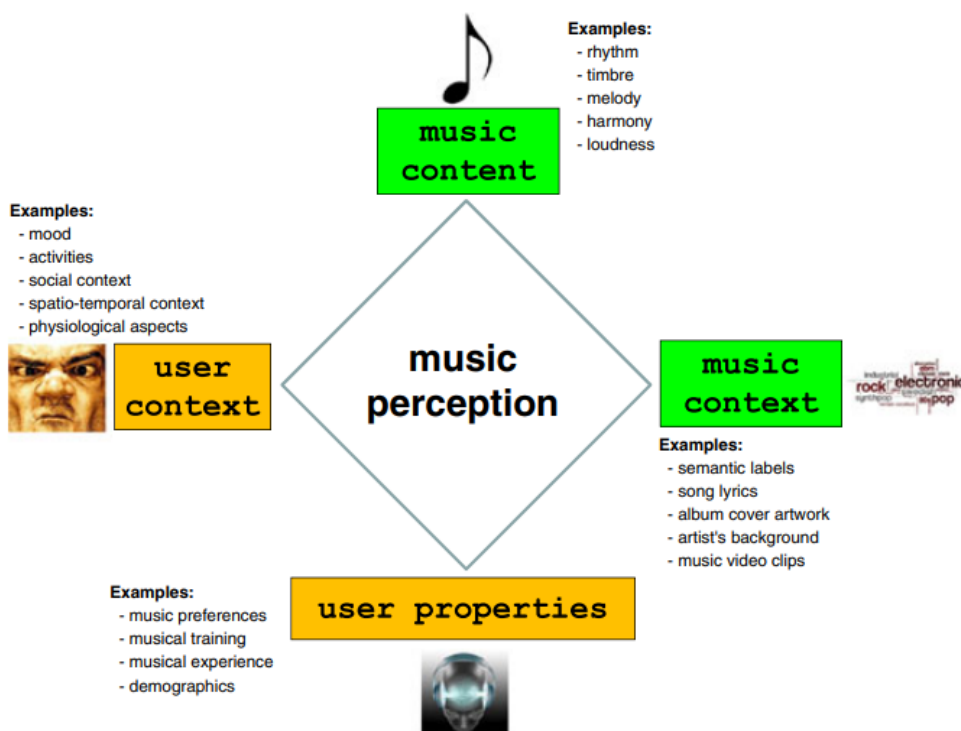 Examples:
- rhythm
- timbre
- melody
- harmony
- loudness
music
content
Examples:
- mood
- activities
- social context
- spatio-temporal context
- physiological aspects
user
context
music
perception
music
context
industrial
rock electronic
synthpop
pop
Examples:
- semantic labels
- song lyrics
- album cover artwork
- artist's background
- music video clips
user properties
Examples:
- music preferences
- musical training
- musical experience
- demographics